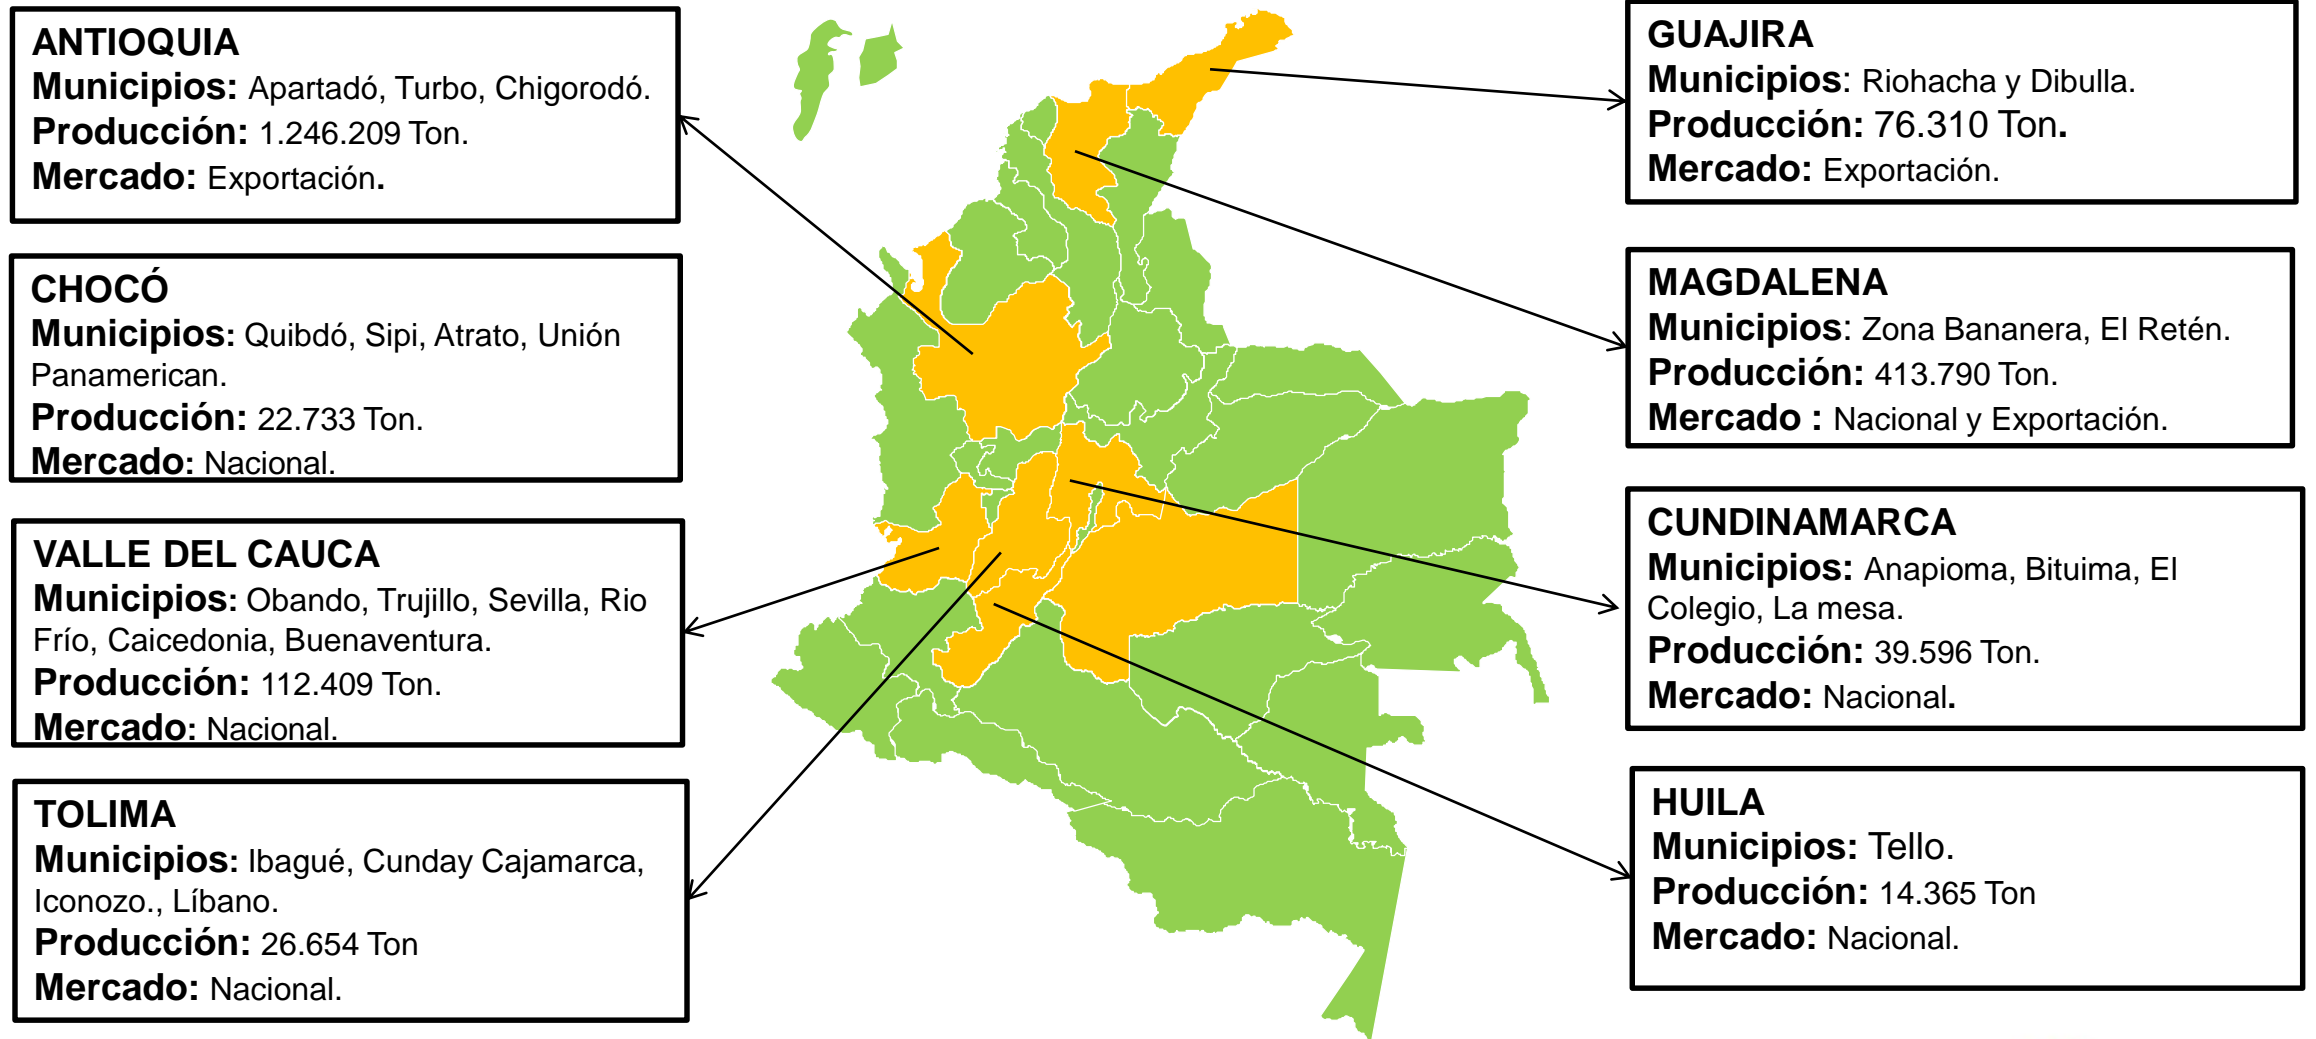 ANTIOQUIA
Municipios: Apartadó, Turbo, Chigorodó.
Producción: 1.246.209 Ton.
Mercado: Exportación.
CHOCÓ
Municipios: Quibdó, Sipi, Atrato, Unión
Panamerican.
Producción: 22.733 Ton.
Mercado: Nacional.
VALLE DEL CAUCA
Municipios: Obando, Trujillo, Sevilla, Rio
Frío, Caicedonia, Buenaventura.
Producción: 112.409 Ton.
Mercado: Nacional.
TOLIMA
Municipios: Ibagué, Cunday Cajamarca,
Iconozo., Líbano.
Producción: 26.654 Ton
Mercado: Nacional.
GUAJIRA
Municipios: Riohacha y Dibulla.
Producción: 76.310 Ton.
Mercado: Exportación.
MAGDALENA
Municipios: Zona Bananera, El Retén.
Producción: 413.790 Ton.
Mercado : Nacional y Exportación.
CUNDINAMARCA
Municipios: Anapioma, Bituima, El
Colegio, La mesa.
Producción: 39.596 Ton.
Mercado: Nacional.
HUILA
Municipios: Tello.
Producción: 14.365 Ton
Mercado: Nacional.